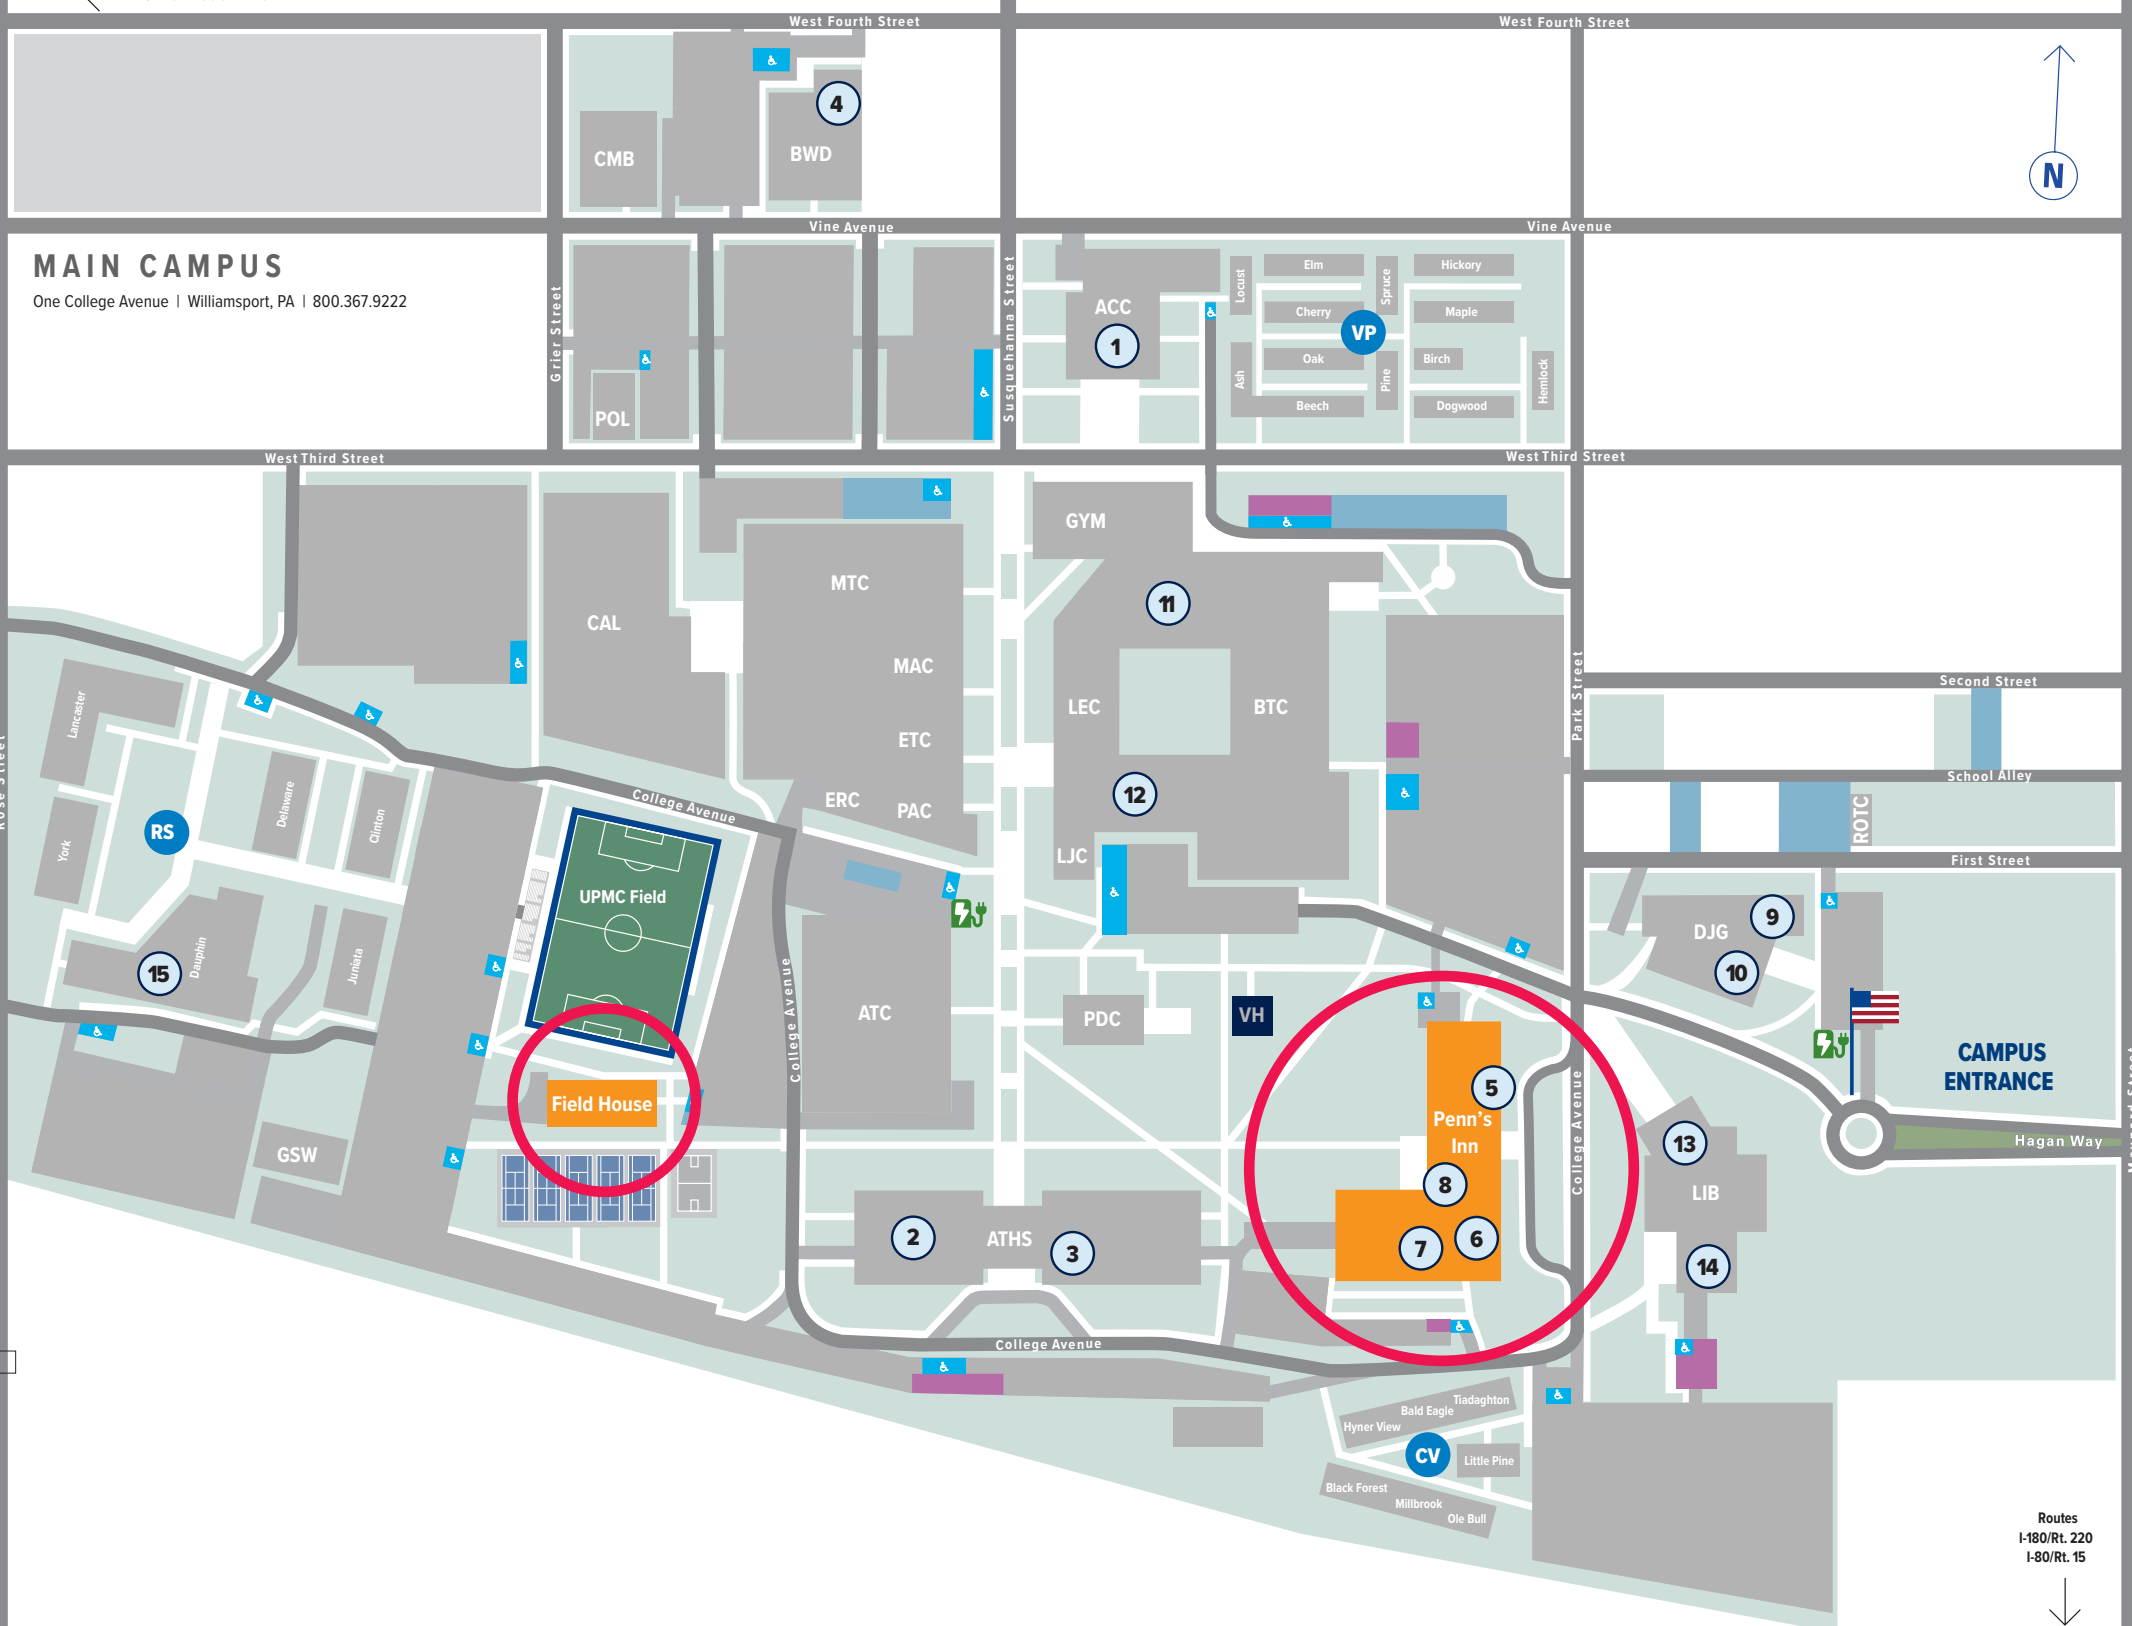 West Fourth Street
West Fourth Street
4
CMB
BWD
N
Vine Avenue
Vine Avenue
MAIN CAMPUS
One College Avenue | Williamsport, PA | 800.367.9222
Grier Street
Susquehanna Street
POL
ACC
1
Locust
Elm
Spruce
Hickory
Cherry
Maple
VP
Ash
Oak
Pine
Birch
Hemlock
Beech
Dogwood
West Third Street
West Third Street
GYM
MTC
CAL
11
MAC
LEC
BTC
ETC
Park Street
Second Street
School Alley
ERC
PAC
12
LJC
ROTC
First Street
Lancaster
York
RS
Delaware
Clinton
College Avenue
UPMC Field
Dauphin
15
Juniata
College Avenue
ATC
PDC
VH
DJG
9
10
CAMPUS
ENTRANCE
Field House
GSW
5
Penn's
Inn
8
7
6
College Avenue
13
LIB
14
Hagan Way
2
ATHS
3
College Avenue
Tiadaghton
Bald Eagle
Hyner View
CV
Little Pine
Black Forest
Millbrook
Ole Bull
Routes
I-180/Rt. 220
I-80/Rt. 15